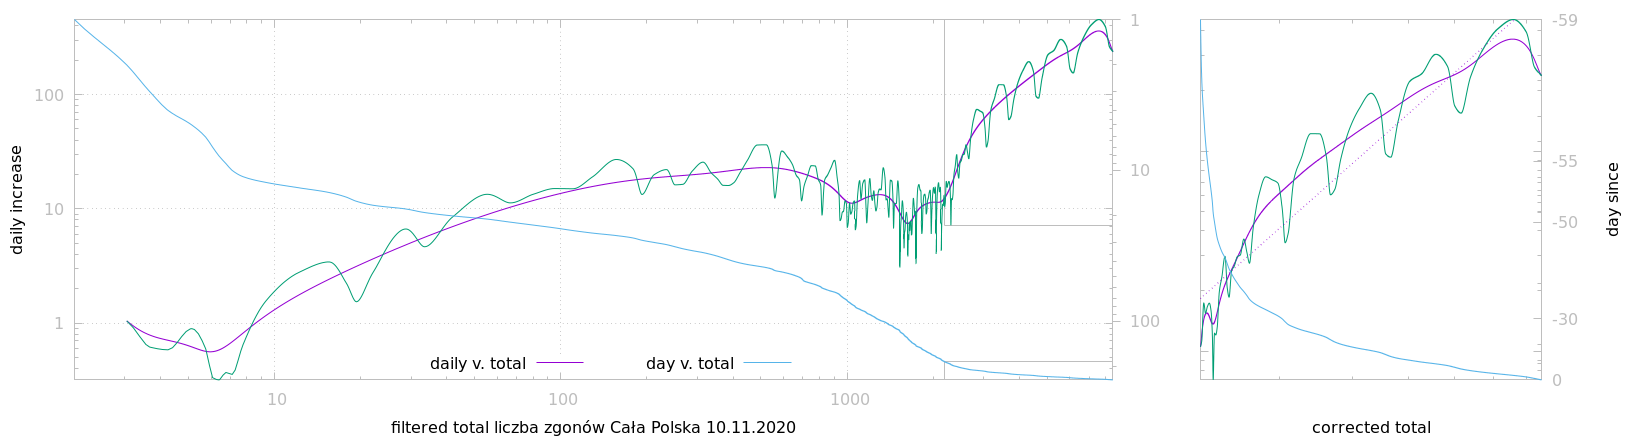 daily increase
100
10
1
10
100
1000
1
10
100
daily v. total
day v. total
filtered total liczba zgonów Cała Polska 10.11.2020
-59
-55
-50
-30
0
day since
corrected total